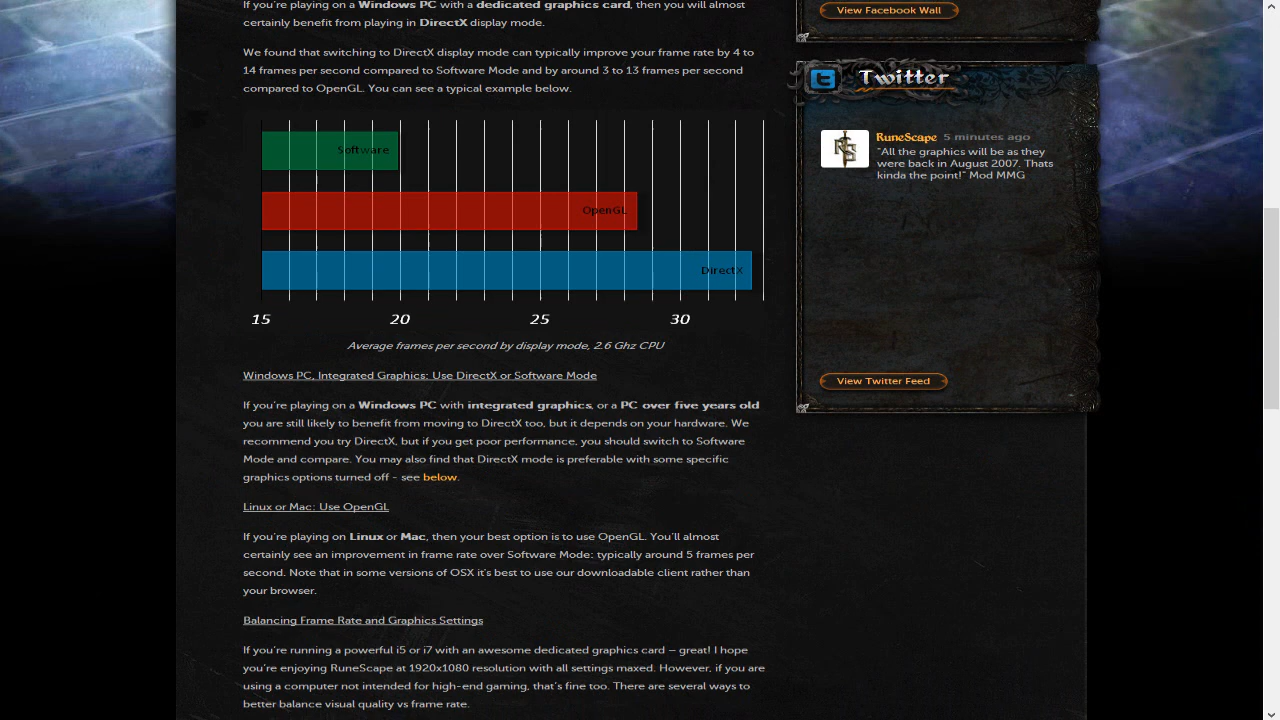 If you're playing on a Windows PC with a dedicated graphics card, then you will almost
certainly benefit from playing in DirectX display mode.
We found that switching to DirectX display mode can typically improve your frame rate by 4 to
14 frames per second compared to Software Mode and by around 3 to 13 frames per second
compared to OpenGL. You can see a typical example below.
Software
OpenGL
DirectX
15 20 25 30
Average frames per second by display mode, 2.6 Ghz CPU
Windows PC, Integrated Graphics: Use DirectX or Software Mode
If you're playing on a Windows PC with integrated graphics, or a PC over five years old
you are still likely to benefit from moving to DirectX too, but it depends on your hardware. We
recommend you try DirectX, but if you get poor performance, you should switch to Software
Mode and compare. You may also find that DirectX mode is preferable with some specific
graphics options turned off - see below.
Linux or Mac: Use OpenGL
If you're playing on Linux or Mac, then your best option is to use OpenGL. You'll almost
certainly see an improvement in frame rate over Software Mode: typically around 5 frames per
second. Note that in some versions of OSX it's best to use our downloadable client rather than
your browser.
Balancing Frame Rate and Graphics Settings
If you're running a powerful i5 or i7 with an awesome dedicated graphics card – great! I hope
you're enjoying RuneScape at 1920x1080 resolution with all settings maxed. However, if you are
using a computer not intended for high-end gaming, that's fine too. There are several ways to
better balance visual quality vs frame rate.
View Facebook Wall
Twitter
RS
RuneScape 5 minutes ago
"All the graphics will be as they
were back in August 2007. Thats
kinda the point!" Mod MMG
View Twitter Feed